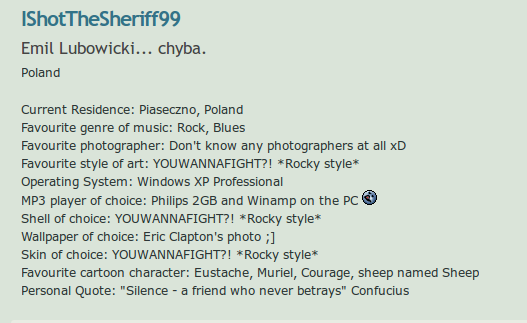 IShotTheSheriff99
Emil Lubowicki... chyba.
Poland
Current Residence: Piaseczno, Poland
Favourite genre of music: Rock, Blues
Favourite photographer: Don't know any photographers at all xD
Favourite style of art: YOUWANNAFIGHT?! *Rocky style*
Operating System: Windows XP Professional
MP3 player of choice: Philips 2GB and Winamp on the PC
Shell of choice: YOUWANNAFIGHT?! *Rocky style*
Wallpaper of choice: Eric Clapton's photo ;]
Skin of choice: YOUWANNAFIGHT?! *Rocky style*
Favourite cartoon character: Eustache, Muriel, Courage, sheep named Sheep
Personal Quote: "Silence - a friend who never betrays" Confucius